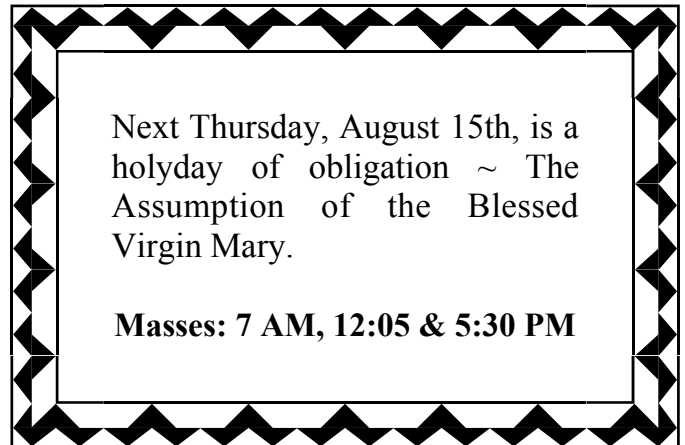 Next Thursday, August 15th, is a
holyday of obligation ~ The
Assumption of the Blessed
Virgin Mary.
Masses: 7 AM, 12:05 & 5:30 PM